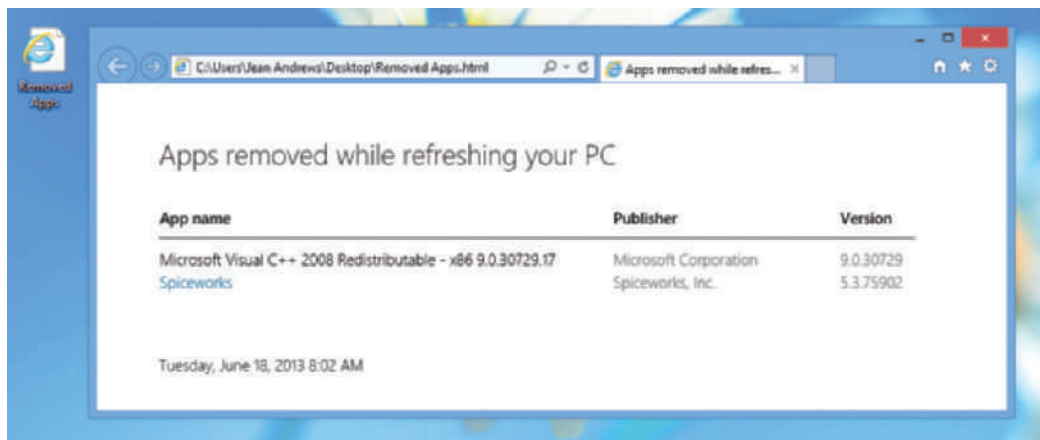 Removed
Apps
C:\Users\Jean Andrews\Desktop\Removed Apps.html
Apps removed while refres...
Apps removed while refreshing your PC
App name Publisher Version
Microsoft Visual C++ 2008 Redistributable - x86 9.0.30729.17 Microsoft Corporation 9.0.30729
Spiceworks Spiceworks, Inc. 5.3.75902
Tuesday, June 18, 2013 8:02 AM